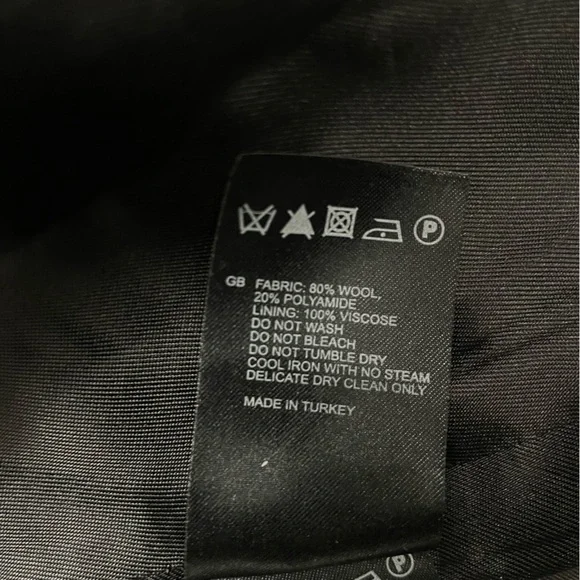 P
GB FABRIC: 80% WOOL,
20% POLYAMIDE
LINING: 100% VISCOSE
DO NOT WASH
DO NOT BLEACH
DO NOT TUMBLE DRY
COOL IRON WITH NO STEAM
DELICATE DRY CLEAN ONLY
MADE IN TURKEY
P